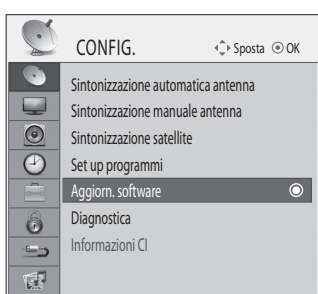 CONFIG.
Sposta OK
Sintonizzazione automatica antenna
Sintonizzazione manuale antenna
Sintonizzazione satellite
Set up programmi
Aggiorn. software
Diagnostica
Informazioni CI